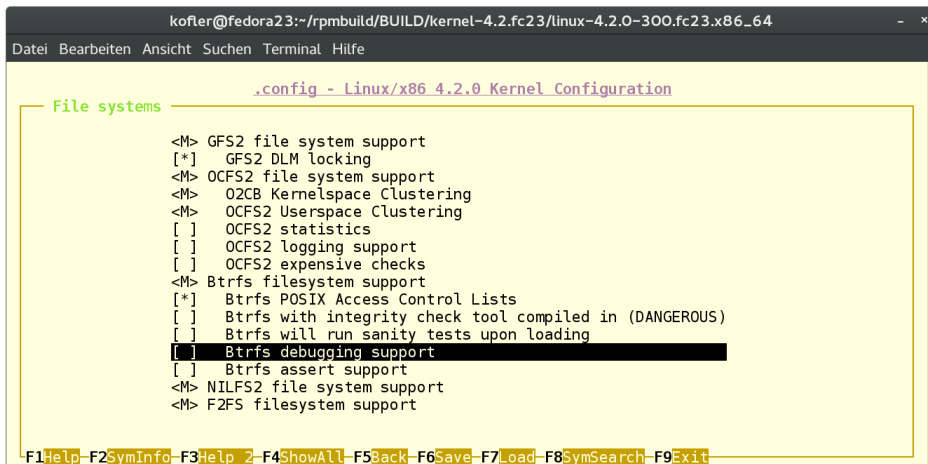 kofler@fedora23:~/rpmbuild/BUILD/kernel-4.2.fc23/linux-4.2.0-300.fc23.x86_64
Datei Bearbeiten Ansicht Suchen Terminal Hilfe
.config - Linux/x86 4.2.0 Kernel Configuration
File systems
<M> GFS2 file system support
[*] GFS2 DLM locking
<M> OCFS2 file system support
<M> O2CB Kernelspace Clustering
<M> OCFS2 Userspace Clustering
[ ] OCFS2 statistics
[ ] OCFS2 logging support
[ ] OCFS2 expensive checks
<M> Btrfs filesystem support
[*] Btrfs POSIX Access Control Lists
[ ] Btrfs with integrity check tool compiled in (DANGEROUS)
[ ] Btrfs will run sanity tests upon loading
[ ] Btrfs debugging support
[ ] Btrfs assert support
<M> NILFS2 file system support
<M> F2FS filesystem support
F1Help F2SymInfo F3Help 2 F4ShowAll F5Back F6Save F7Load F8SymSearch F9Exit